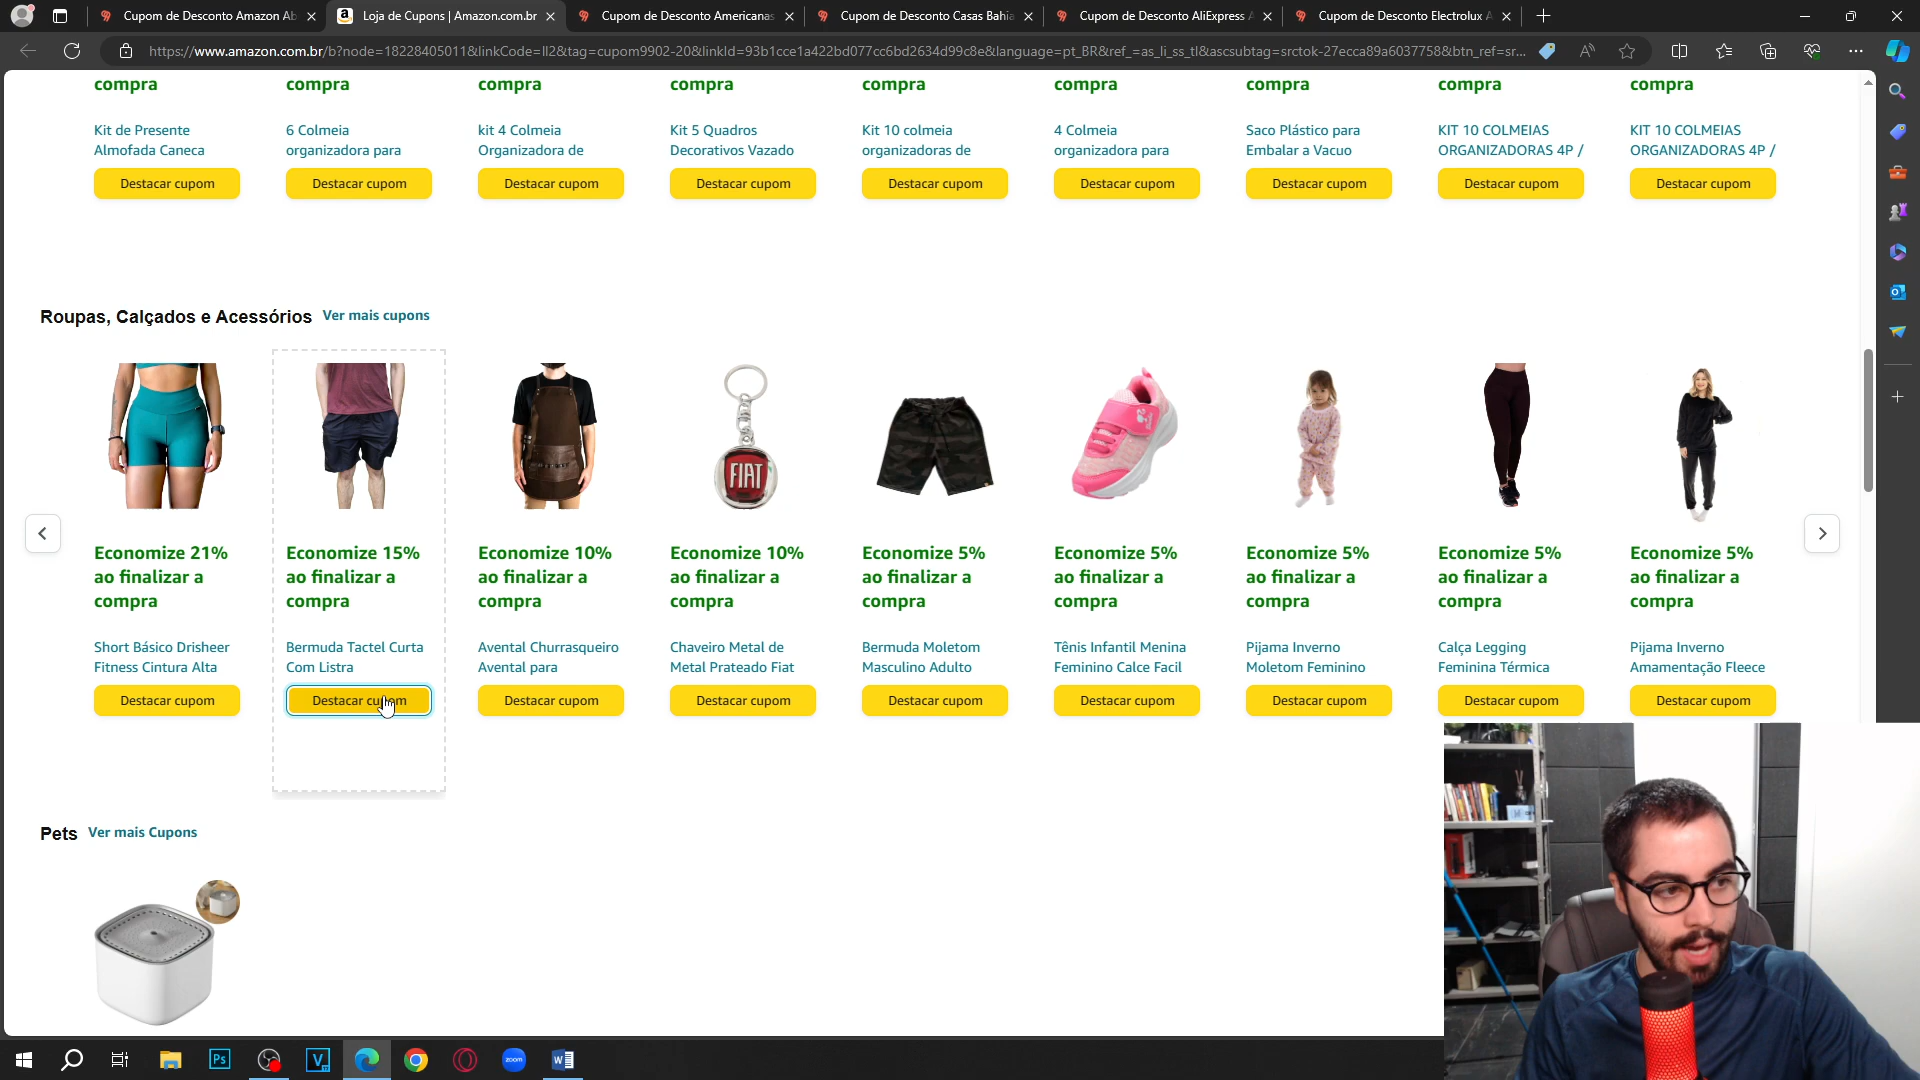 Cupom de Desconto Amazon Ab
Loja de Cupons | Amazon.com.br
Cupom de Desconto Americanas
Cupom de Desconto Casas Bahia
Cupom de Desconto AliExpress A
Cupom de Desconto Electrolux A
https://www.amazon.com.br/b?node=18228405011&linkCode=ll2&tag=cupom9902-20&linkId=93b1cce1a422bd077cc6bd2634d99c8e&language=pt_BR&ref_=as_li_ss_tl&ascsubtag=srctok-27ecca89a6037758&btn_ref=sr...
compra compra compra compra compra compra compra compra compra
Kit de Presente
Almofada Caneca
Destacar cupom
6 Colmeia
organizadora para
Destacar cupom
kit 4 Colmeia
Organizadora de
Destacar cupom
Kit 5 Quadros
Decorativos Vazado
Destacar cupom
Kit 10 colmeia
organizadoras de
Destacar cupom
4 Colmeia
organizadora para
Destacar cupom
Saco Plástico para
Embalar a Vacuo
Destacar cupom
KIT 10 COLMEIAS
ORGANIZADORAS 4P /
Destacar cupom
KIT 10 COLMEIAS
ORGANIZADORAS 4P /
Destacar cupom
Roupas, Calçados e Acessórios Ver mais cupons
Economize 21%
ao finalizar a
compra
Short Básico Drisheer
Fitness Cintura Alta
Destacar cupom
Economize 15%
ao finalizar a
compra
Bermuda Tactel Curta
Com Listra
Destacar cupom
Economize 10%
ao finalizar a
compra
Avental Churrasqueiro
Avental para
Destacar cupom
FIAT
Economize 10%
ao finalizar a
compra
Chaveiro Metal de
Metal Prateado Fiat
Destacar cupom
Economize 5%
ao finalizar a
compra
Bermuda Moletom
Masculino Adulto
Destacar cupom
Economize 5%
ao finalizar a
compra
Tênis Infantil Menina
Feminino Calce Facil
Destacar cupom
Economize 5%
ao finalizar a
compra
Pijama Inverno
Moletom Feminino
Destacar cupom
Economize 5%
ao finalizar a
compra
Calça Legging
Feminina Térmica
Destacar cupom
Economize 5%
ao finalizar a
compra
Pijama Inverno
Amamentação Fleece
Destacar cupom
Pets Ver mais Cupons
Ps
V
zoom
W